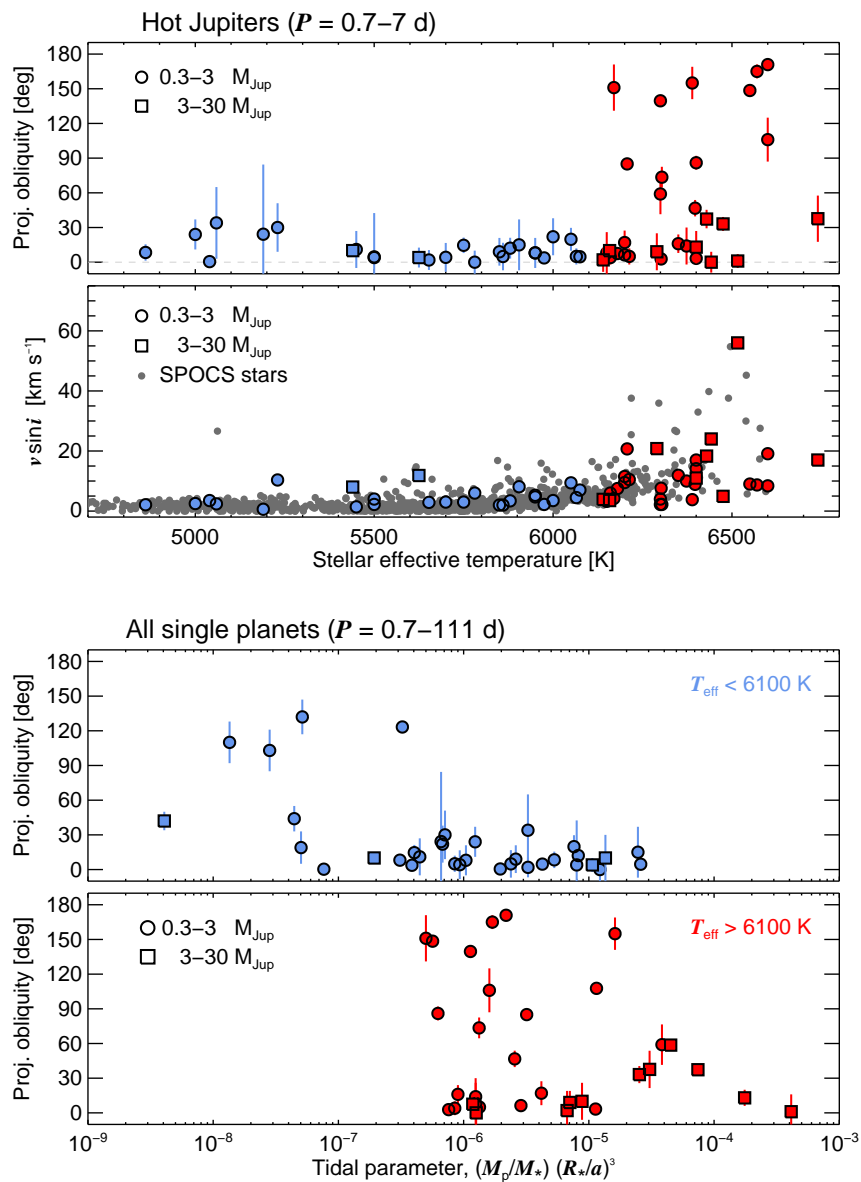 Hot Jupiters (P = 0.7–7 d)
180
150
120
90
60
30
0
Proj. obliquity [deg]
0.3–3 M_Jup
3–30 M_Jup
60
40
20
0
v sin i [km s⁻¹]
0.3–3 M_Jup
3–30 M_Jup
SPOCS stars
5000 5500 6000 6500
Stellar effective temperature [K]
All single planets (P = 0.7–111 d)
180
150
120
90
60
30
0
Proj. obliquity [deg]
T_eff < 6100 K
180
150
120
90
60
30
0
Proj. obliquity [deg]
0.3–3 M_Jup
3–30 M_Jup
T_eff > 6100 K
10⁻⁹ 10⁻⁸ 10⁻⁷ 10⁻⁶ 10⁻⁵ 10⁻⁴ 10⁻³
Tidal parameter, (M_p/M_*) (R_*/a)³